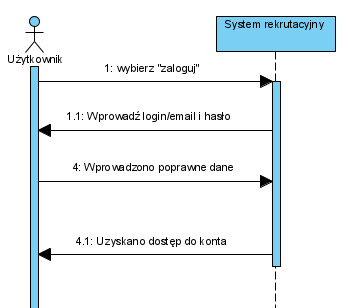 System rekrutacyjny
Użytkownik
1: wybierz "zaloguj"
1.1: Wprowadź login/email i hasło
4: Wprowadzono poprawne dane
4.1: Uzyskano dostęp do konta